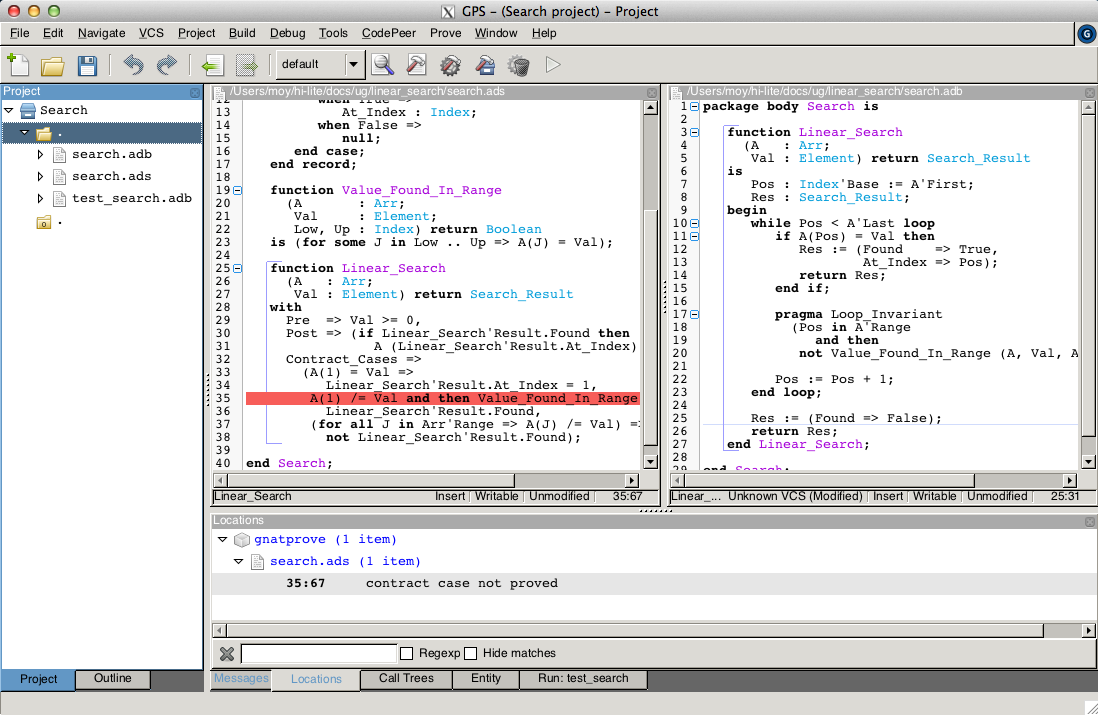 GPS - (Search project) - Project
File Edit Navigate VCS Project Build Debug Tools CodePeer Prove Window Help
G
default
Project
Search
.
search.adb
search.ads
test_search.adb
.
Project
Outline
/Users/moy/hi-lite/docs/ug/linear_search/search.ads
12 when True =>
13 At_Index : Index;
14 when False =>
15 null;
16 end case;
17 end record;
18
19 function Value_Found_In_Range
20 (A : Arr;
21 Val : Element;
22 Low, Up : Index) return Boolean
23 is (for some J in Low .. Up => A(J) = Val);
24
25 function Linear_Search
26 (A : Arr;
27 Val : Element) return Search_Result
28 with
29 Pre => Val >= 0,
30 Post => (if Linear_Search'Result.Found then
31 A (Linear_Search'Result.At_Index)
32 Contract_Cases =>
33 (A(1) = Val =>
34 Linear_Search'Result.At_Index = 1,
35 A(1) /= Val and then Value_Found_In_Range
36 Linear_Search'Result.Found,
37 (for all J in Arr'Range => A(J) /= Val) =>
38 not Linear_Search'Result.Found);
39
40 end Search;
Linear_Search Insert Writable Unmodified 35:67
/Users/moy/hi-lite/docs/ug/linear_search/search.adb
1 package body Search is
2
3 function Linear_Search
4 (A : Arr;
5 Val : Element) return Search_Result
6 is
7 Pos : Index'Base := A'First;
8 Res : Search_Result;
9 begin
10 while Pos < A'Last loop
11 if A(Pos) = Val then
12 Res := (Found => True,
13 At_Index => Pos);
14 return Res;
15 end if;
16
17 pragma Loop_Invariant
18 (Pos in A'Range
19 and then
20 not Value_Found_In_Range (A, Val, A
21
22 Pos := Pos + 1;
23 end loop;
24
25 Res := (Found => False);
26 return Res;
27 end Linear_Search;
28
29 end Search;
Linear_... Unknown VCS (Modified) Insert Writable Unmodified 25:31
Locations
gnatprove (1 item)
search.ads (1 item)
35:67 contract case not proved
Regexp Hide matches
Messages Locations Call Trees Entity Run: test_search